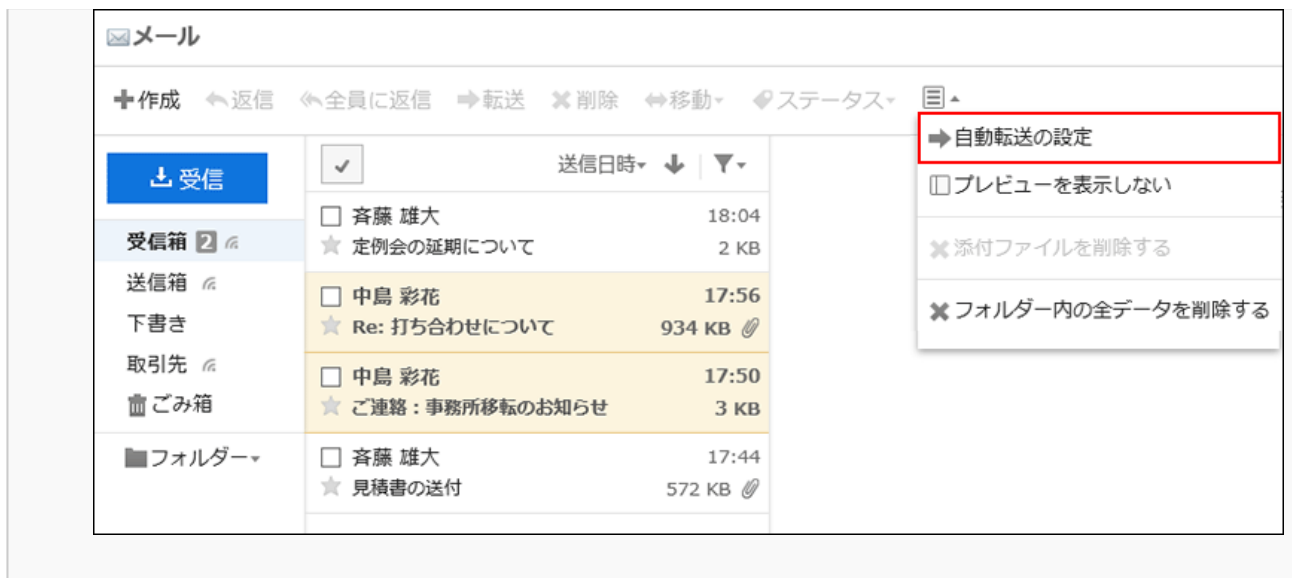 メール
作成 返信 全員に返信 転送 削除 移動 ステータス
自動転送の設定
プレビューを表示しない
添付ファイルを削除する
フォルダー内の全データを削除する
受信
受信箱 2
送信箱
下書き
取引先
ごみ箱
フォルダー
送信日時
斉藤 雄大 18:04
定例会の延期について 2 KB
中島 彩花 17:56
Re: 打ち合わせについて 934 KB
中島 彩花 17:50
ご連絡：事務所移転のお知らせ 3 KB
斉藤 雄大 17:44
見積書の送付 572 KB